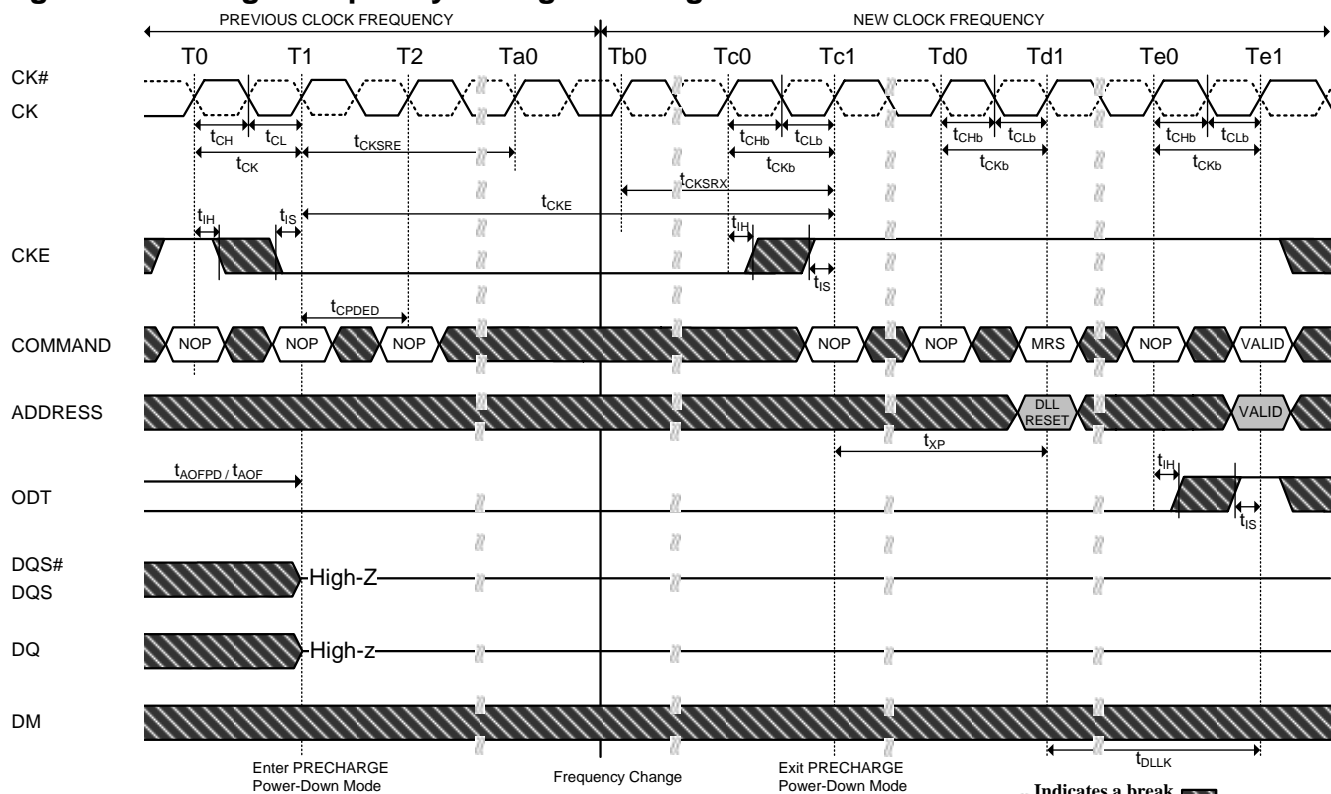 PREVIOUS CLOCK FREQUENCY NEW CLOCK FREQUENCY
T0 T1 T2 Ta0 Tb0 Tc0 Tc1 Td0 Td1 Te0 Te1
CK#
CK
tCH tCL tCHb tCLb tCHb tCLb tCHb tCLb
tCK tCKSRE tCKb tCKb tCKb
tCKSRX
tCKE
tIH tIS tIH
CKE
tIS
tCPDED
COMMAND NOP NOP NOP NOP NOP MRS NOP VALID
ADDRESS DLL RESET VALID
tXP
tAOFPD / tAOF tIH
ODT
tIS
DQS#
DQS
High-Z
DQ High-z
DM
tDLLK
Enter PRECHARGE
Power-Down Mode
Frequency Change
Exit PRECHARGE
Power-Down Mode
Indicates a break